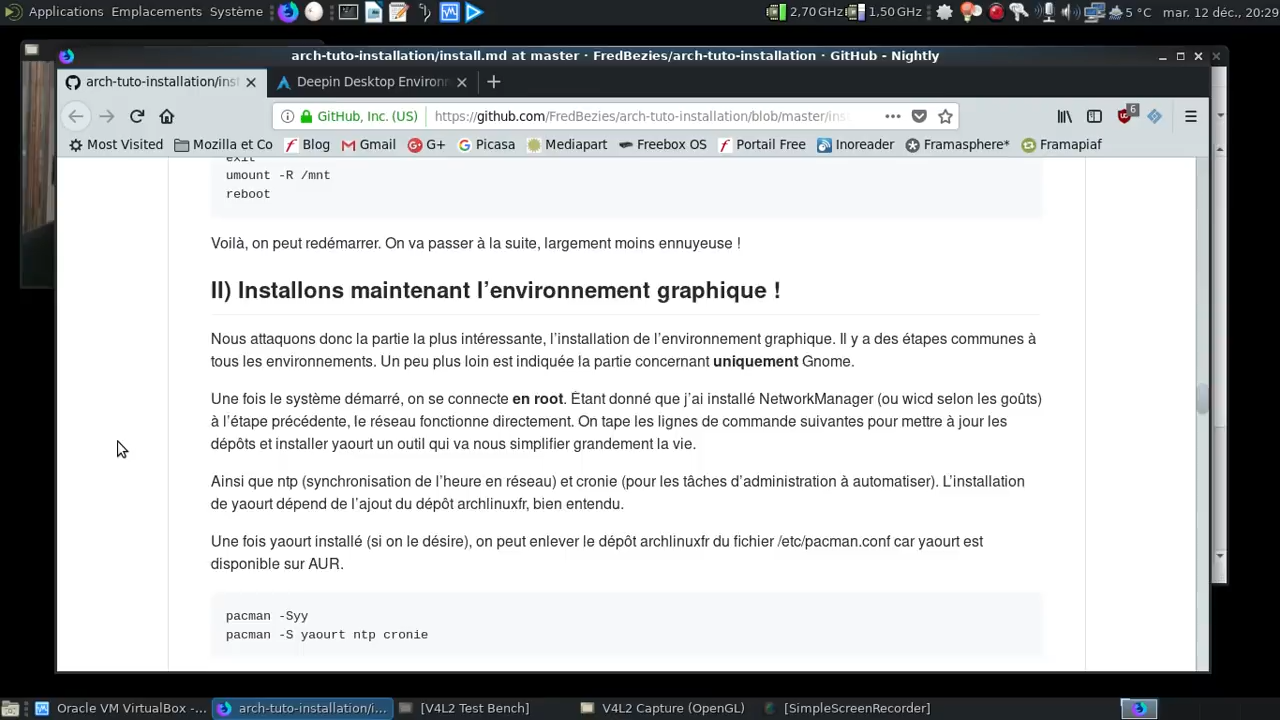 Applications Emplacements Système 2,70 GHz 1,50 GHz 5 °C mar. 12 déc., 20:29
arch-tuto-installation/install.md at master · FredBezies/arch-tuto-installation · GitHub - Nightly
arch-tuto-installation/inst Deepin Desktop Environ
GitHub, Inc. (US) https://github.com/FredBezies/arch-tuto-installation/blob/master/ins 6
Most Visited Mozilla et Co Blog Gmail G+ Picasa Mediapart Freebox OS Portail Free Inoreader Framasphere* Framapiaf
exit
umount -R /mnt
reboot
Voilà, on peut redémarrer. On va passer à la suite, largement moins ennuyeuse !
II) Installons maintenant l’environnement graphique !
Nous attaquons donc la partie la plus intéressante, l’installation de l’environnement graphique. Il y a des étapes communes à
tous les environnements. Un peu plus loin est indiquée la partie concernant uniquement Gnome.
Une fois le système démarré, on se connecte en root. Étant donné que j’ai installé NetworkManager (ou wicd selon les goûts)
à l’étape précédente, le réseau fonctionne directement. On tape les lignes de commande suivantes pour mettre à jour les
dépôts et installer yaourt un outil qui va nous simplifier grandement la vie.
Ainsi que ntp (synchronisation de l’heure en réseau) et cronie (pour les tâches d’administration à automatiser). L’installation
de yaourt dépend de l’ajout du dépôt archlinuxfr, bien entendu.
Une fois yaourt installé (si on le désire), on peut enlever le dépôt archlinuxfr du fichier /etc/pacman.conf car yaourt est
disponible sur AUR.
pacman -Syy
pacman -S yaourt ntp cronie
Oracle VM VirtualBox -... arch-tuto-installation/i... [V4L2 Test Bench] V4L2 Capture (OpenGL) [SimpleScreenRecorder]